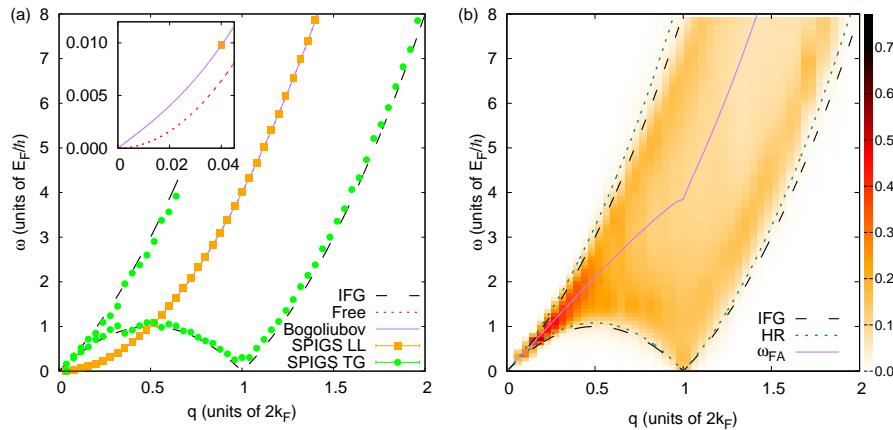 (a)
8
7
6
5
4
3
2
1
0
ω (units of E_F/ħ)
0.010
0.005
0.000
0 0.02 0.04
IFG
Free
Bogoliubov
SPIGS LL
SPIGS TG
0 0.5 1 1.5 2
q (units of 2k_F)
(b)
8
7
6
5
4
3
2
1
0
ω (units of E_F/ħ)
IFG
HR
ω_FA
0 0.5 1 1.5 2
q (units of 2k_F)
0.7
0.6
0.5
0.4
0.3
0.2
0.1
0.0